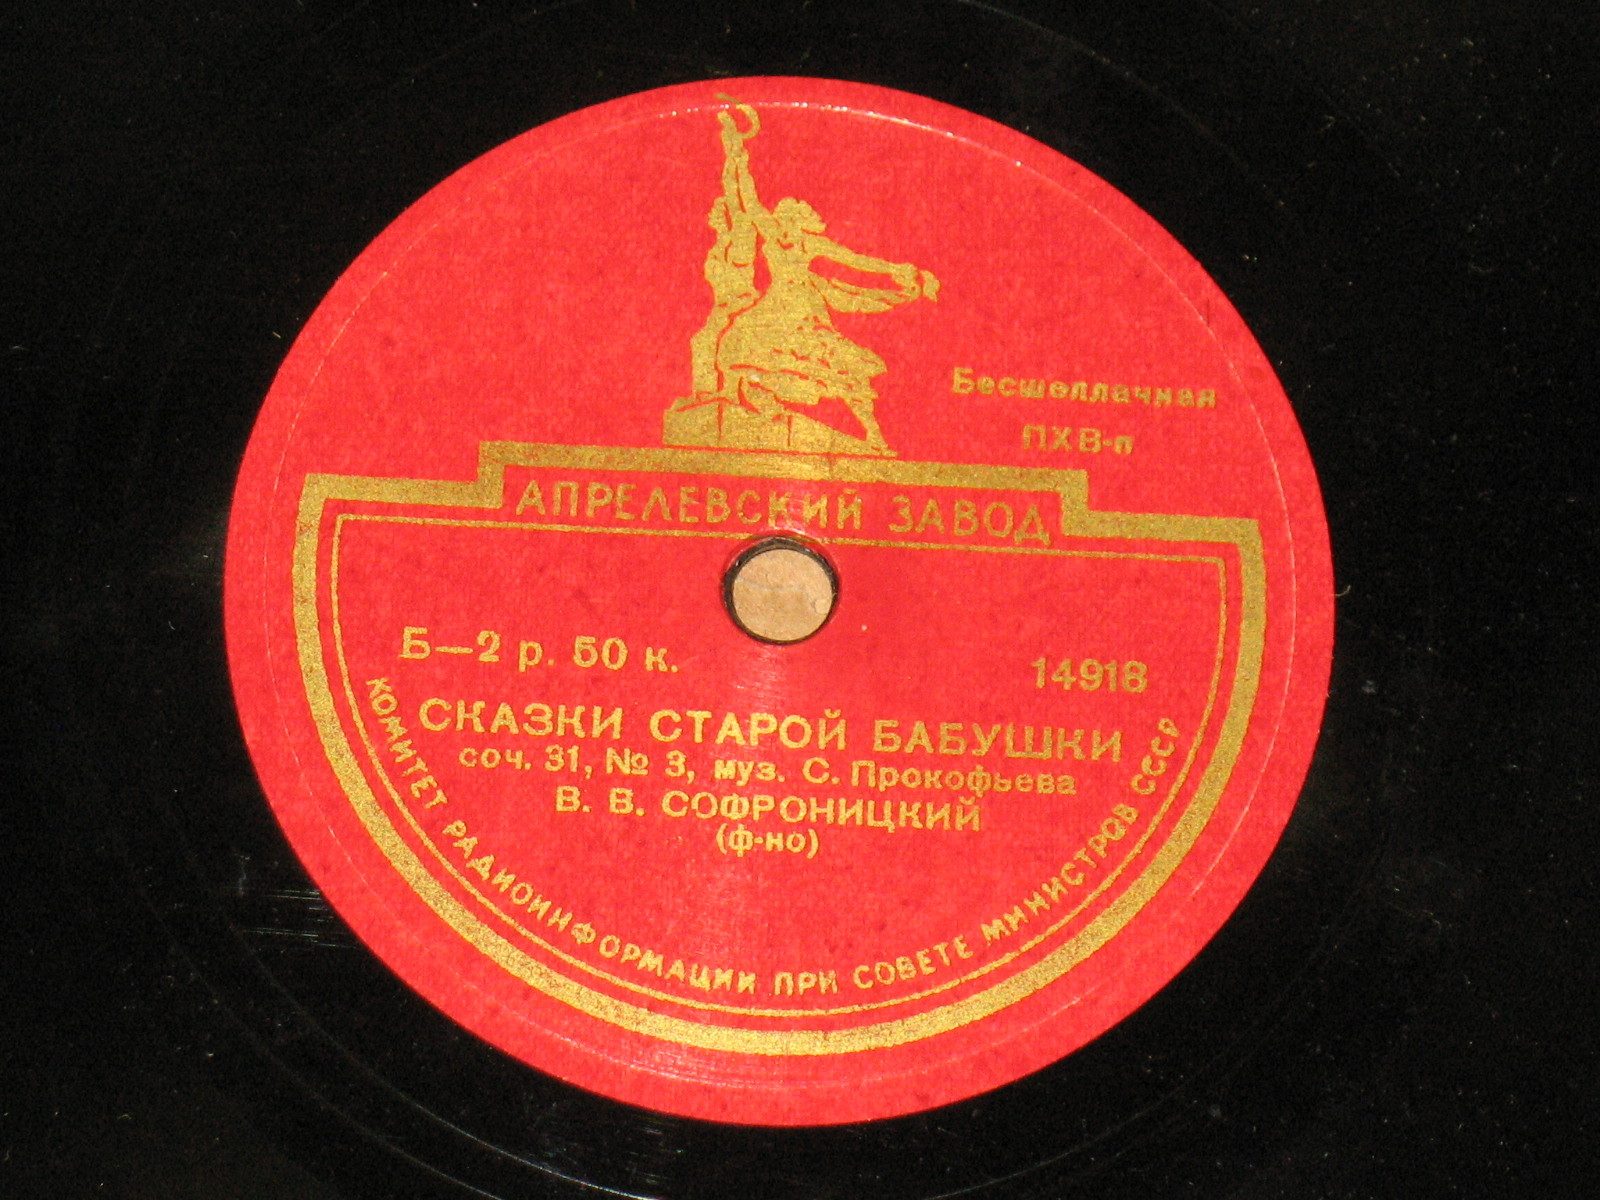 Бесшеллачная
ПХВ-п
АПРЕЛЕВСКИЙ ЗАВОД
Б—2 р. 50 к.
14918
СКАЗКИ СТАРОЙ БАБУШКИ
соч. 31, № 3, муз. С. Прокофьева
В. В. СОФРОНИЦКИЙ
(ф-но)
КОМИТЕТ РАДИОИНФОРМАЦИИ ПРИ СОВЕТЕ МИНИСТРОВ СССР